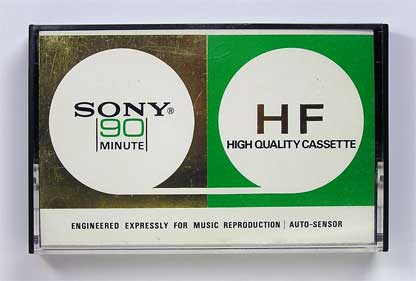 SONY®
90
MINUTE
HF
HIGH QUALITY CASSETTE
ENGINEERED EXPRESSLY FOR MUSIC REPRODUCTION | AUTO-SENSOR